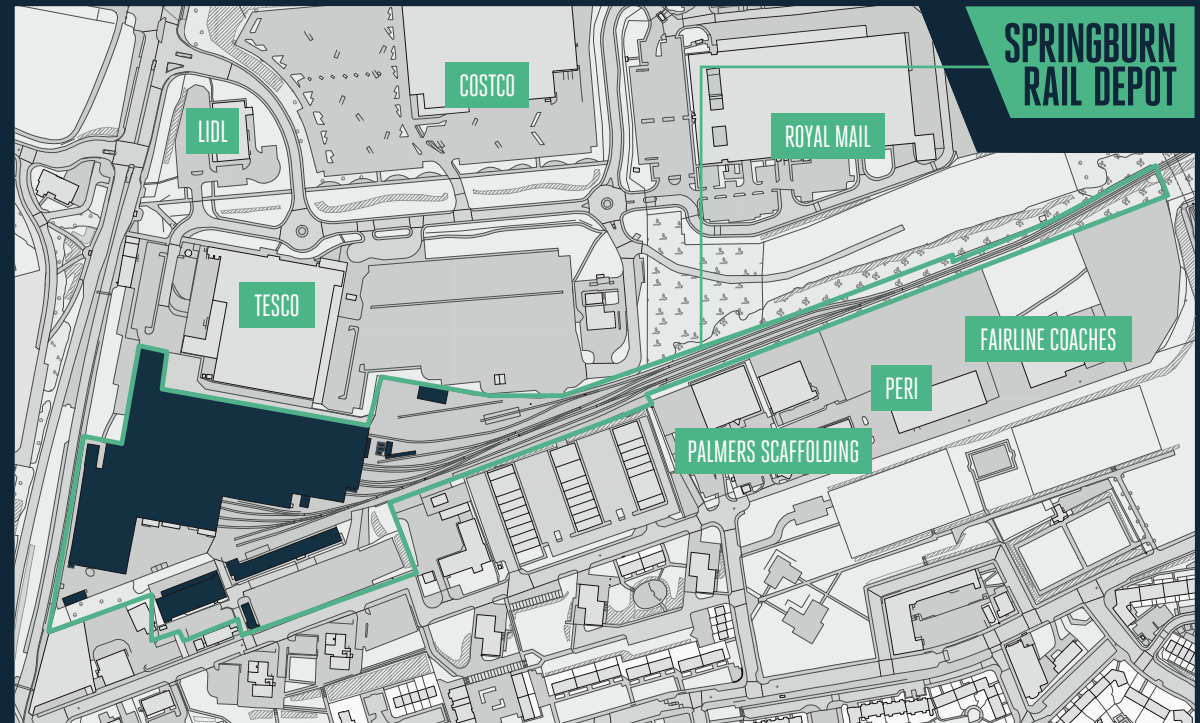 SPRINGBURN
RAIL DEPOT
COSTCO
LIDL
ROYAL MAIL
TESCO
FAIRLINE COACHES
PERI
PALMERS SCAFFOLDING